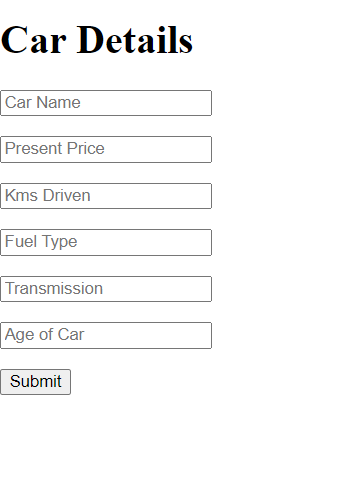 Car Details
Car Name
Present Price
Kms Driven
Fuel Type
Transmission
Age of Car
Submit